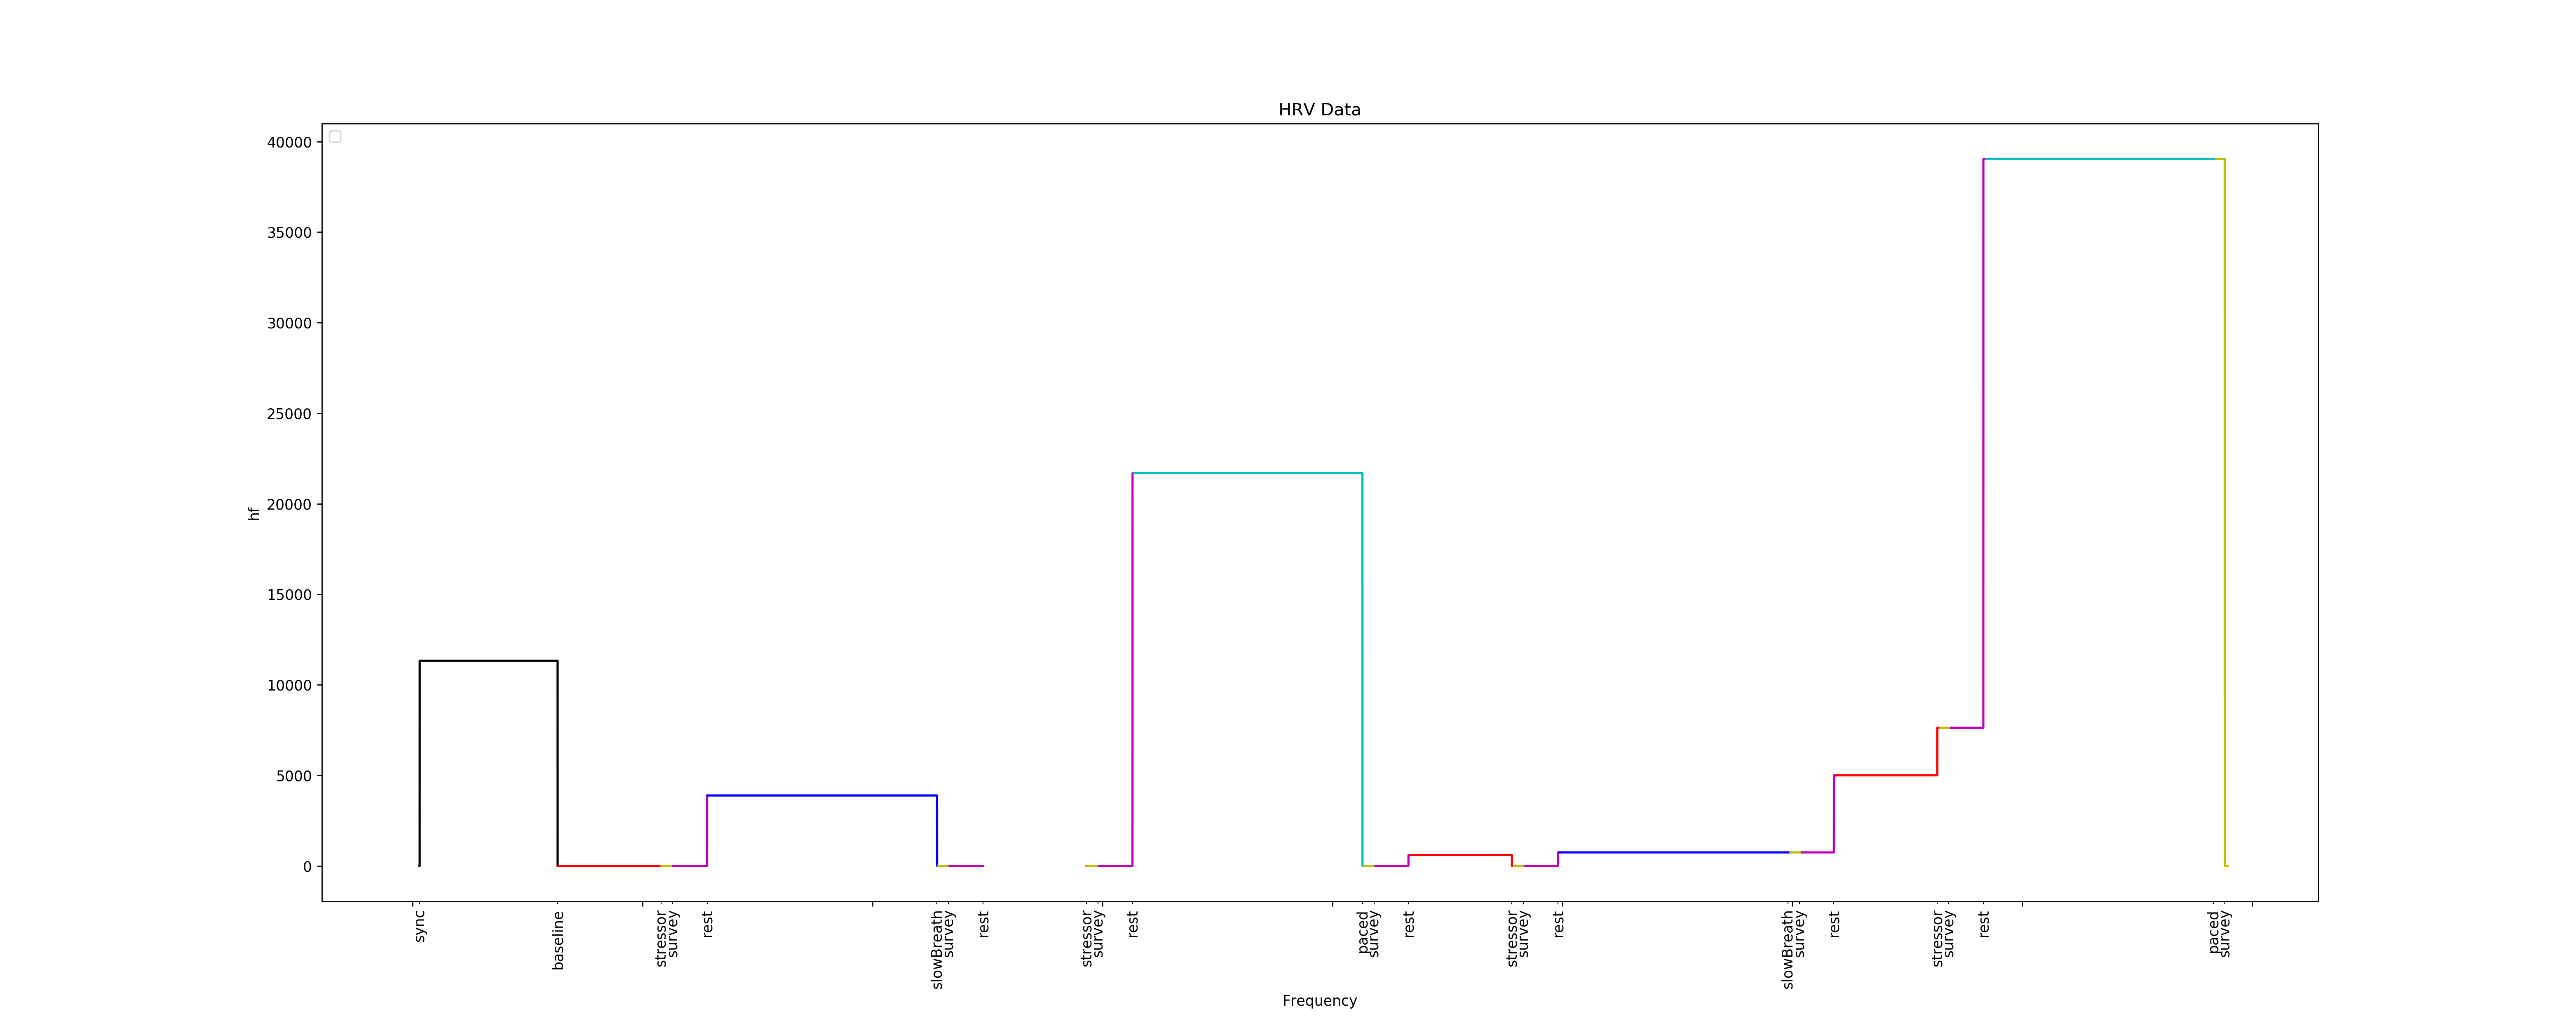 HRV Data
40000
35000
30000
25000
20000
15000
10000
5000
0
hf
sync
baseline
stressor
survey
rest
slowBreath
survey
rest
stressor
survey
rest
paced
survey
rest
stressor
survey
rest
slowBreath
survey
rest
stressor
survey
rest
paced
survey
Frequency